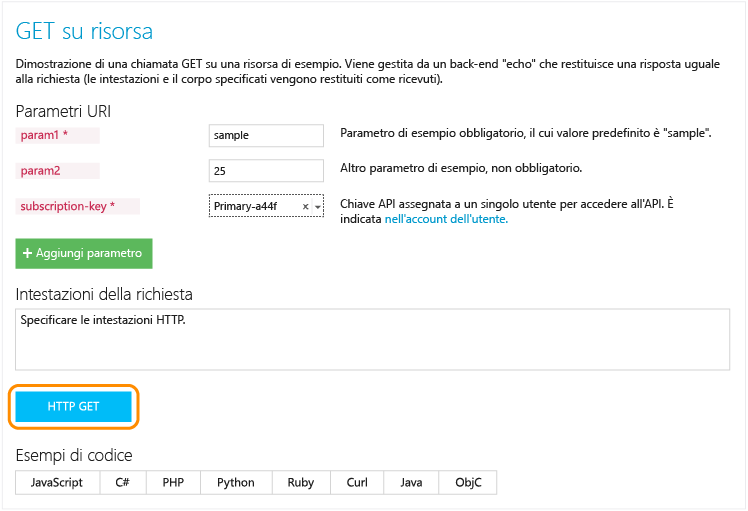 GET su risorsa
Dimostrazione di una chiamata GET su una risorsa di esempio. Viene gestita da un back-end "echo" che restituisce una risposta uguale
alla richiesta (le intestazioni e il corpo specificati vengono restituiti come ricevuti).
Parametri URI
param1 * sample Parametro di esempio obbligatorio, il cui valore predefinito è "sample".
param2 25 Altro parametro di esempio, non obbligatorio.
subscription-key * Primary-a44f x Chiave API assegnata a un singolo utente per accedere all'API. È
indicata nell'account dell'utente.
+ Aggiungi parametro
Intestazioni della richiesta
Specificare le intestazioni HTTP.
HTTP GET
Esempi di codice
JavaScript C# PHP Python Ruby Curl Java ObjC